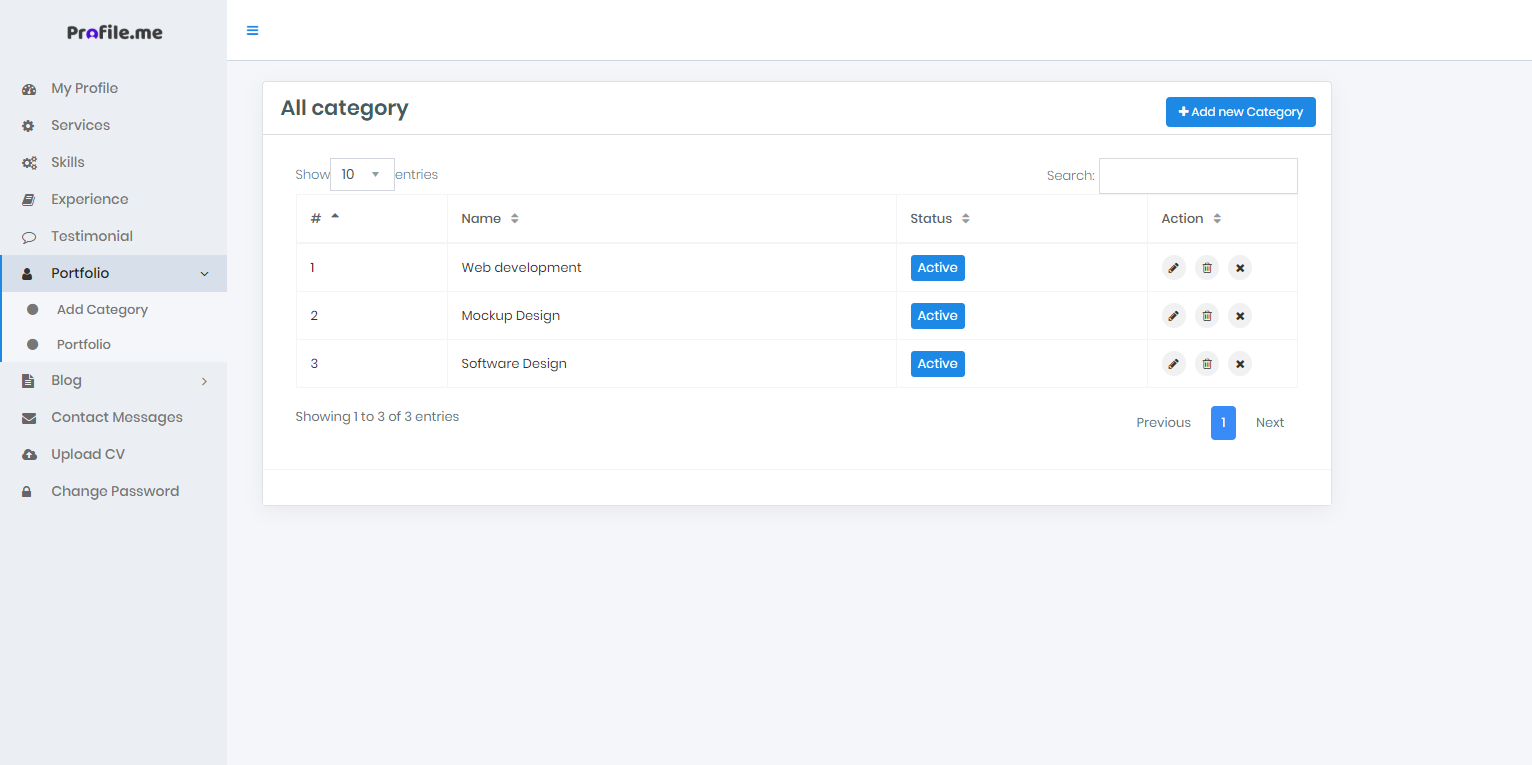 Profile.me
My Profile
Services
Skills
Experience
Testimonial
Portfolio
Add Category
Portfolio
Blog
Contact Messages
Upload CV
Change Password
All category
Add new Category
Show 10 entries
Search:
# Name Status Action
1 Web development Active
2 Mockup Design Active
3 Software Design Active
Showing 1 to 3 of 3 entries
Previous 1 Next